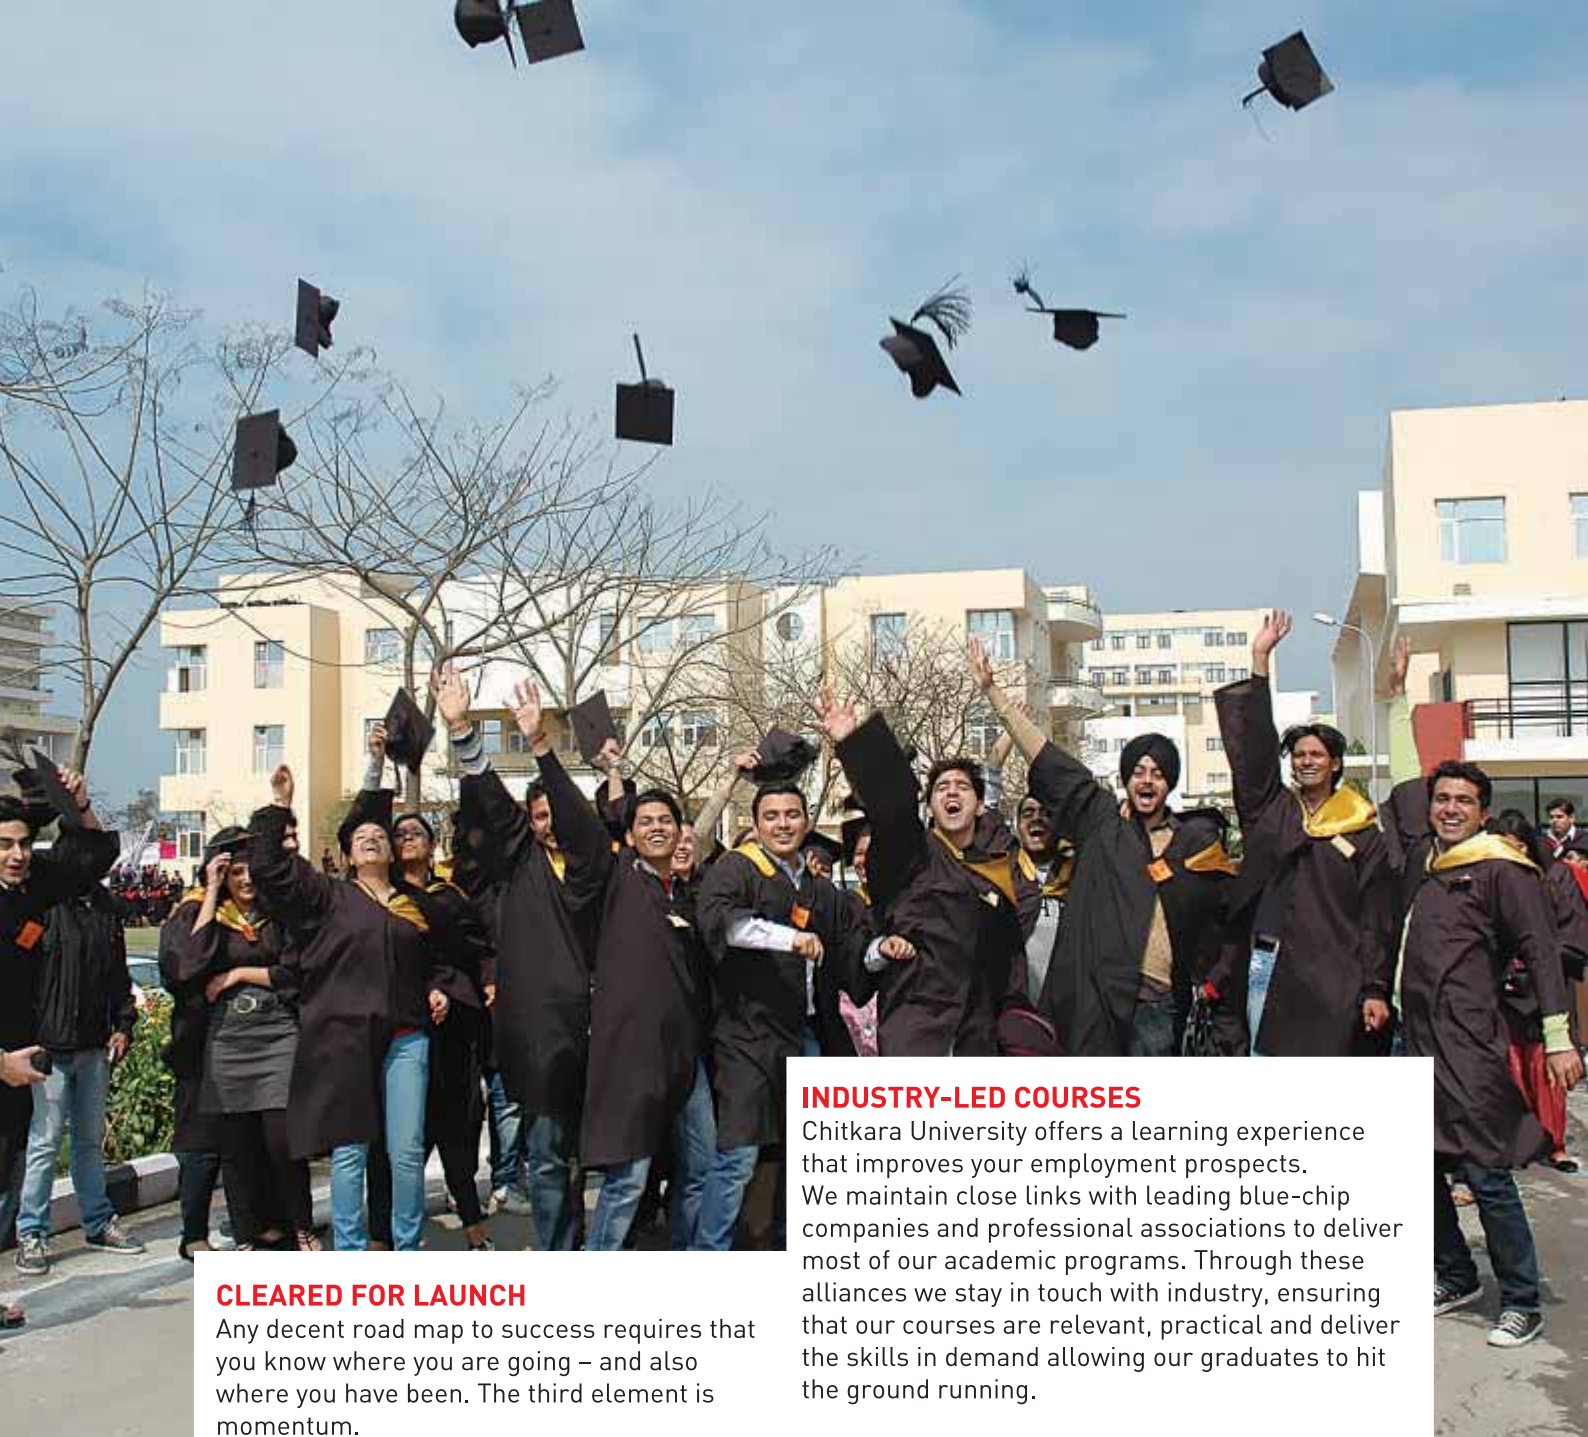 INDUSTRY-LED COURSES
Chitkara University offers a learning experience
that improves your employment prospects.
We maintain close links with leading blue-chip
companies and professional associations to deliver
most of our academic programs. Through these
alliances we stay in touch with industry, ensuring
that our courses are relevant, practical and deliver
the skills in demand allowing our graduates to hit
the ground running.
CLEARED FOR LAUNCH
Any decent road map to success requires that
you know where you are going – and also
where you have been. The third element is
momentum.